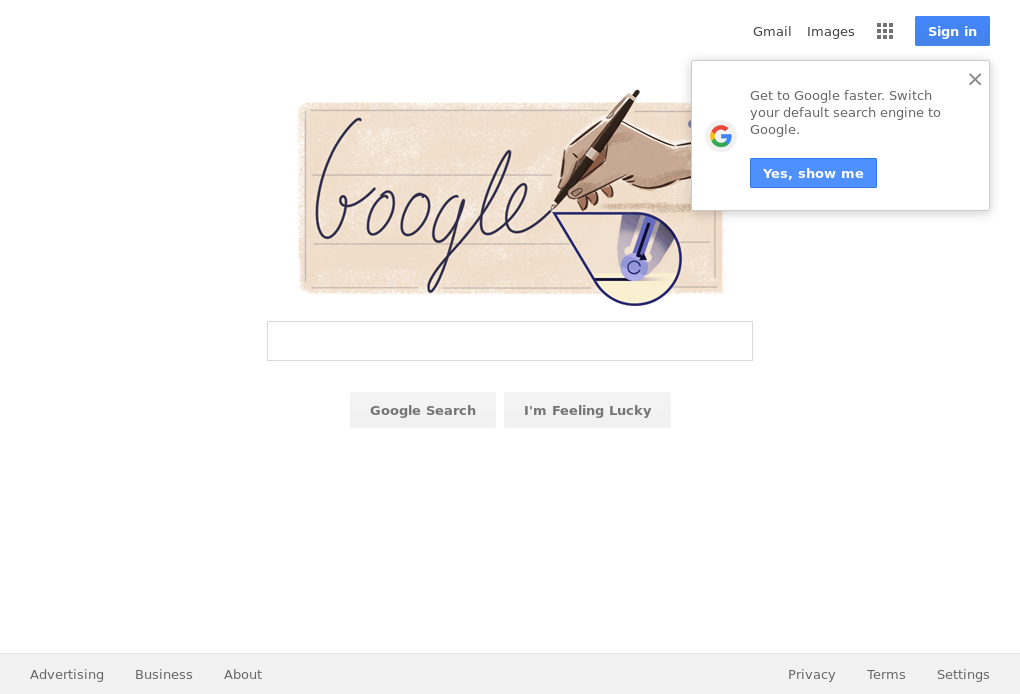 Gmail Images Sign in
Get to Google faster. Switch
your default search engine to
Google.
Yes, show me
Google
Google Search I'm Feeling Lucky
Advertising Business About Privacy Terms Settings